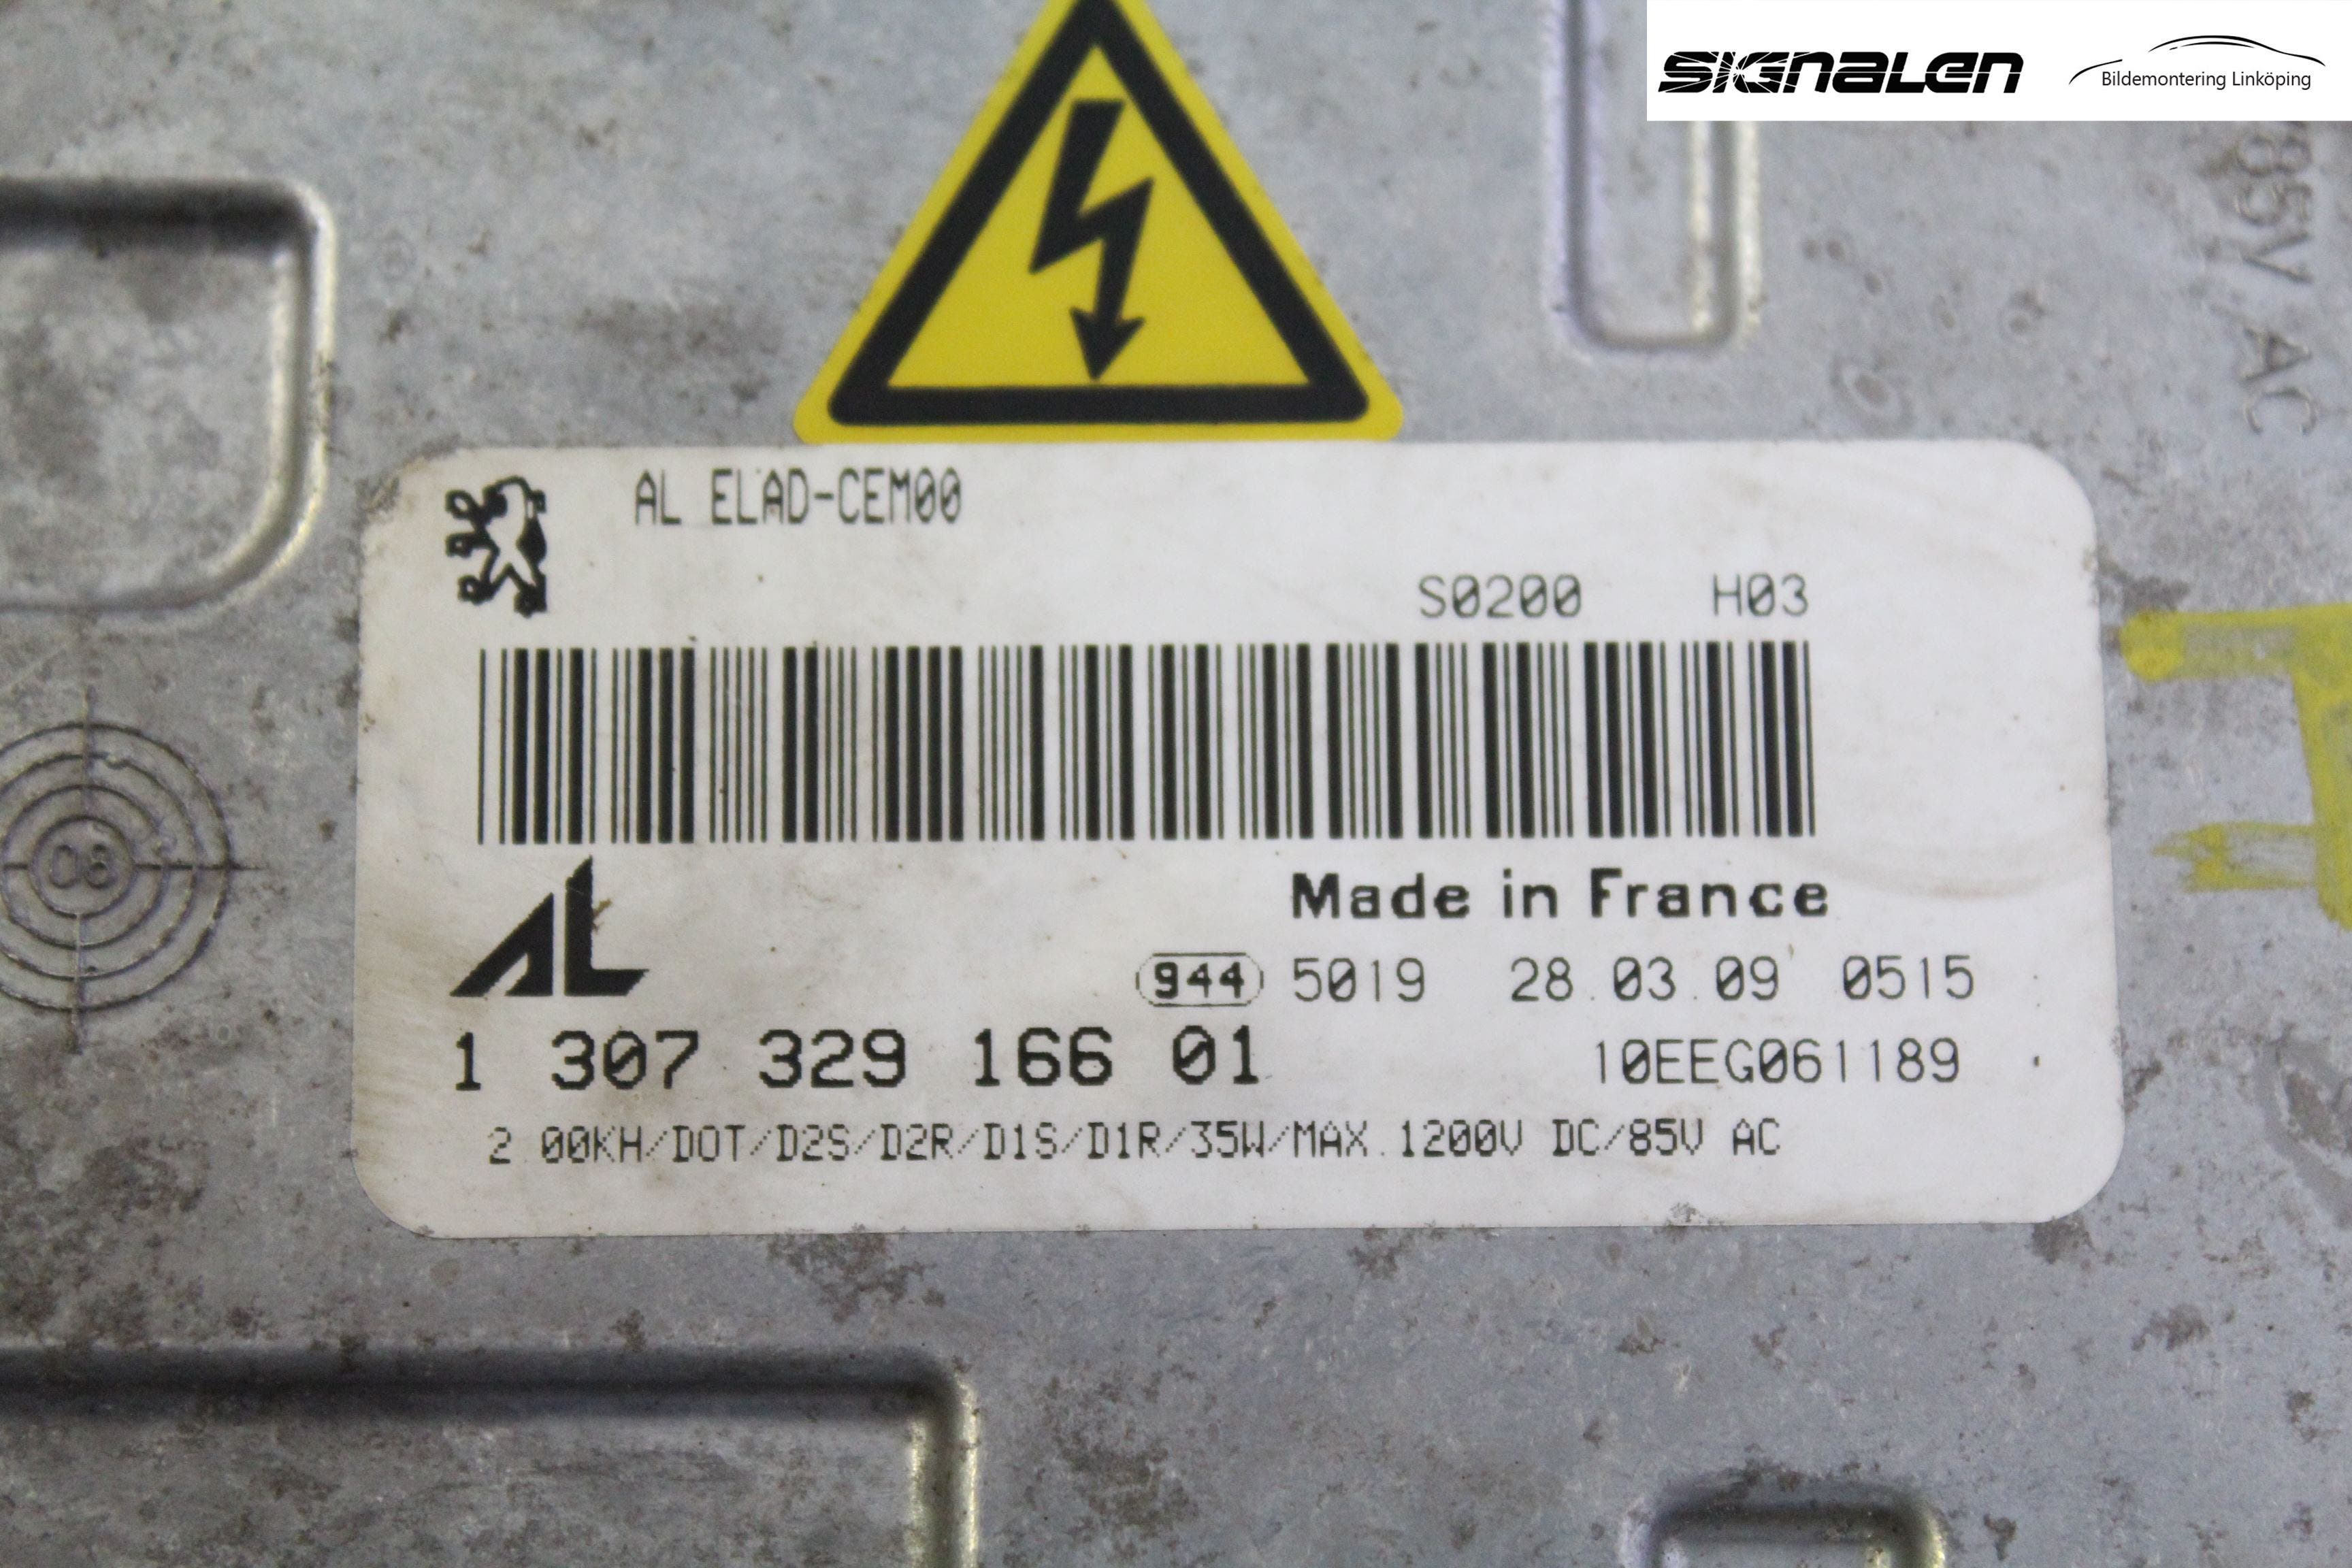 SIGNALEN
Bildemontering Linköping
85V AC
AL ELAD-CEM00
S0200 H03
08
AL
Made in France
944 5019 28.03.09 0515
1 307 329 166 01 10EEG061189
2.00KH/DOT/D2S/D2R/D1S/D1R/35W/MAX.1200V DC/85V AC